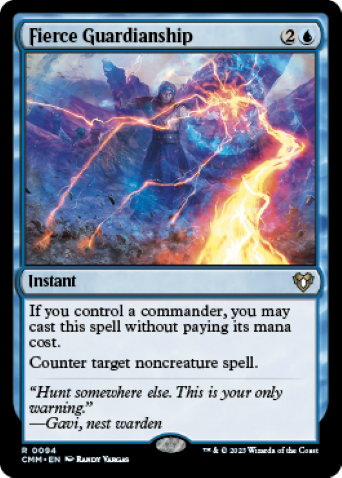 Fierce Guardianship 2
Instant
If you control a commander, you may
cast this spell without paying its mana
cost.
Counter target noncreature spell.
“Hunt somewhere else. This is your only
warning.”
—Gavi, nest warden
R 0094
CMM • EN Randy Vargas
™ & © 2023 Wizards of the Coast